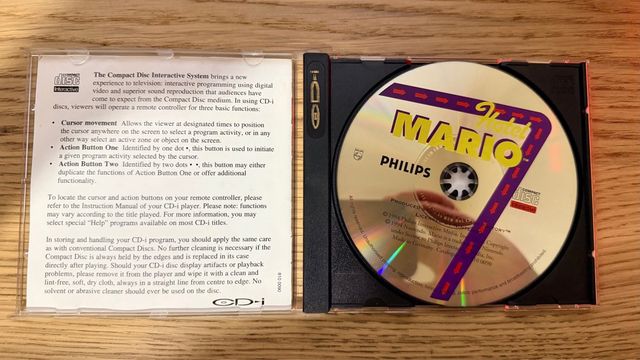 COMPACT
disc
Interactive
The Compact Disc Interactive System brings a new
experience to television: interactive programming using digital
video and superior sound reproduction that audiences have
come to expect from the Compact Disc medium. In using CD-i
discs, viewers will operate a remote controller for three basic functions:
• Cursor movement Allows the viewer at designated times to position
the cursor anywhere on the screen to select a program activity, or in any
other way select an active zone or object on the screen.
• Action Button One Identified by one dot •, this button is used to initiate
a given program activity selected by the cursor.
• Action Button Two Identified by two dots • •, this button may either
duplicate the functions of Action Button One or offer additional
functionality.
To locate the cursor and action buttons on your remote controller, please
refer to the Instruction Manual of your CD-i player. Please note: functions
may vary according to the title played. For more information, you may
select special "Help" programs available on most CD-i titles.
In storing and handling your CD-i program, you should apply the same care
as with conventional Compact Discs. No further cleaning is necessary if the
Compact Disc is always held by the edges and is replaced in its case
directly after playing. Should your CD-i disc display artifacts or playback
problems, please remove it from the player and wipe it with a clean and
lint-free, soft, dry cloth, always in a straight line from centre to edge. No
solvent or abrasive cleaner should ever be used on the disc.
CD-i
CD-i
Hotel
MARIO™
PHILIPS
COMPACT
disc